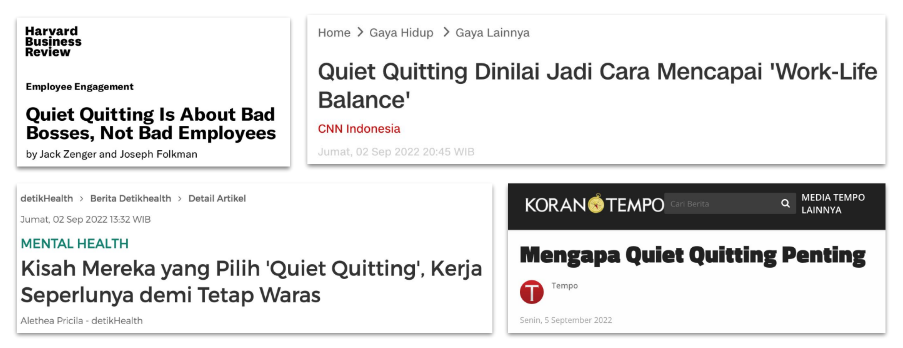 Harvard
Business
Review
Employee Engagement
Quiet Quitting Is About Bad
Bosses, Not Bad Employees
by Jack Zenger and Joseph Folkman
Home > Gaya Hidup > Gaya Lainnya
Quiet Quitting Dinilai Jadi Cara Mencapai 'Work-Life
Balance'
CNN Indonesia
Jumat, 02 Sep 2022 20:45 WIB
detikHealth > Berita Detikhealth > Detail Artikel
Jumat, 02 Sep 2022 13:32 WIB
MENTAL HEALTH
Kisah Mereka yang Pilih 'Quiet Quitting', Kerja
Seperlunya demi Tetap Waras
Alethea Pricila - detikHealth
KORAN TEMPO
Cari Berita
MEDIA TEMPO
LAINNYA
Mengapa Quiet Quitting Penting
T
Tempo
Senin, 5 September 2022